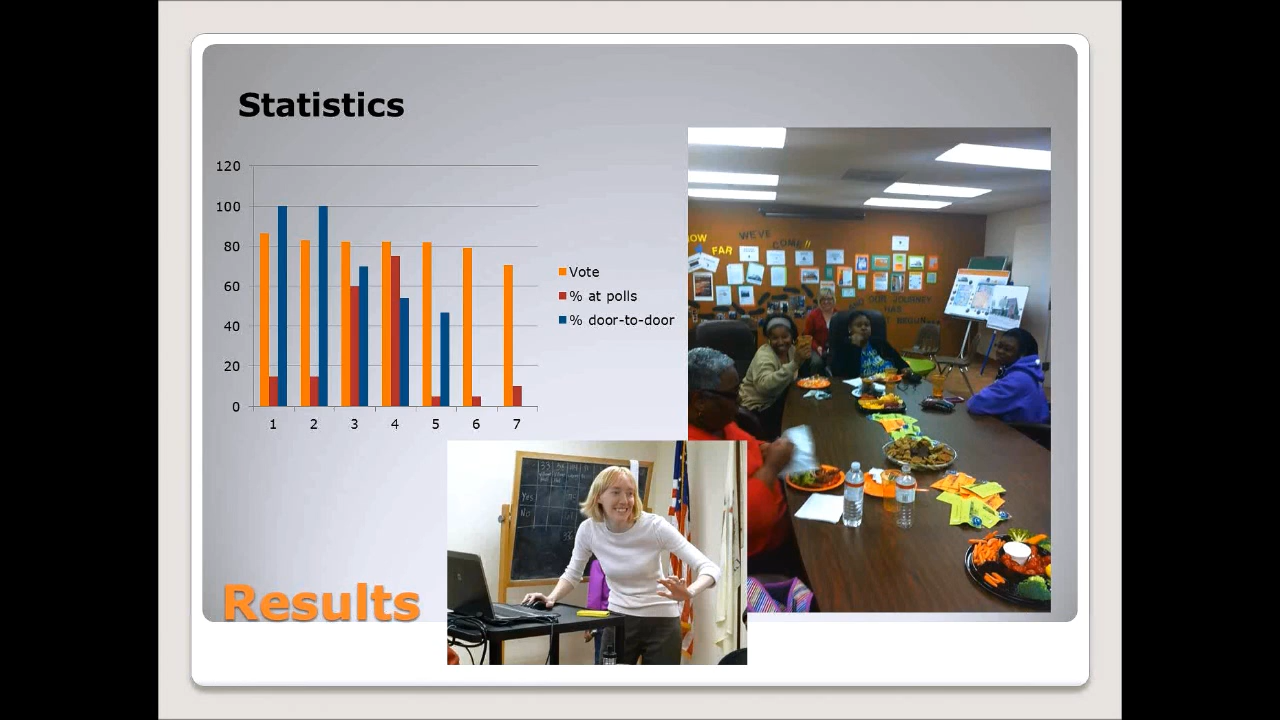 Statistics
120
100
80
60
40
20
0
1 2 3 4 5 6 7
Vote
% at polls
% door-to-door
HOW
FAR
WE'VE
COME!!
OUR JOURNEY
HAS
Yes
No
Results